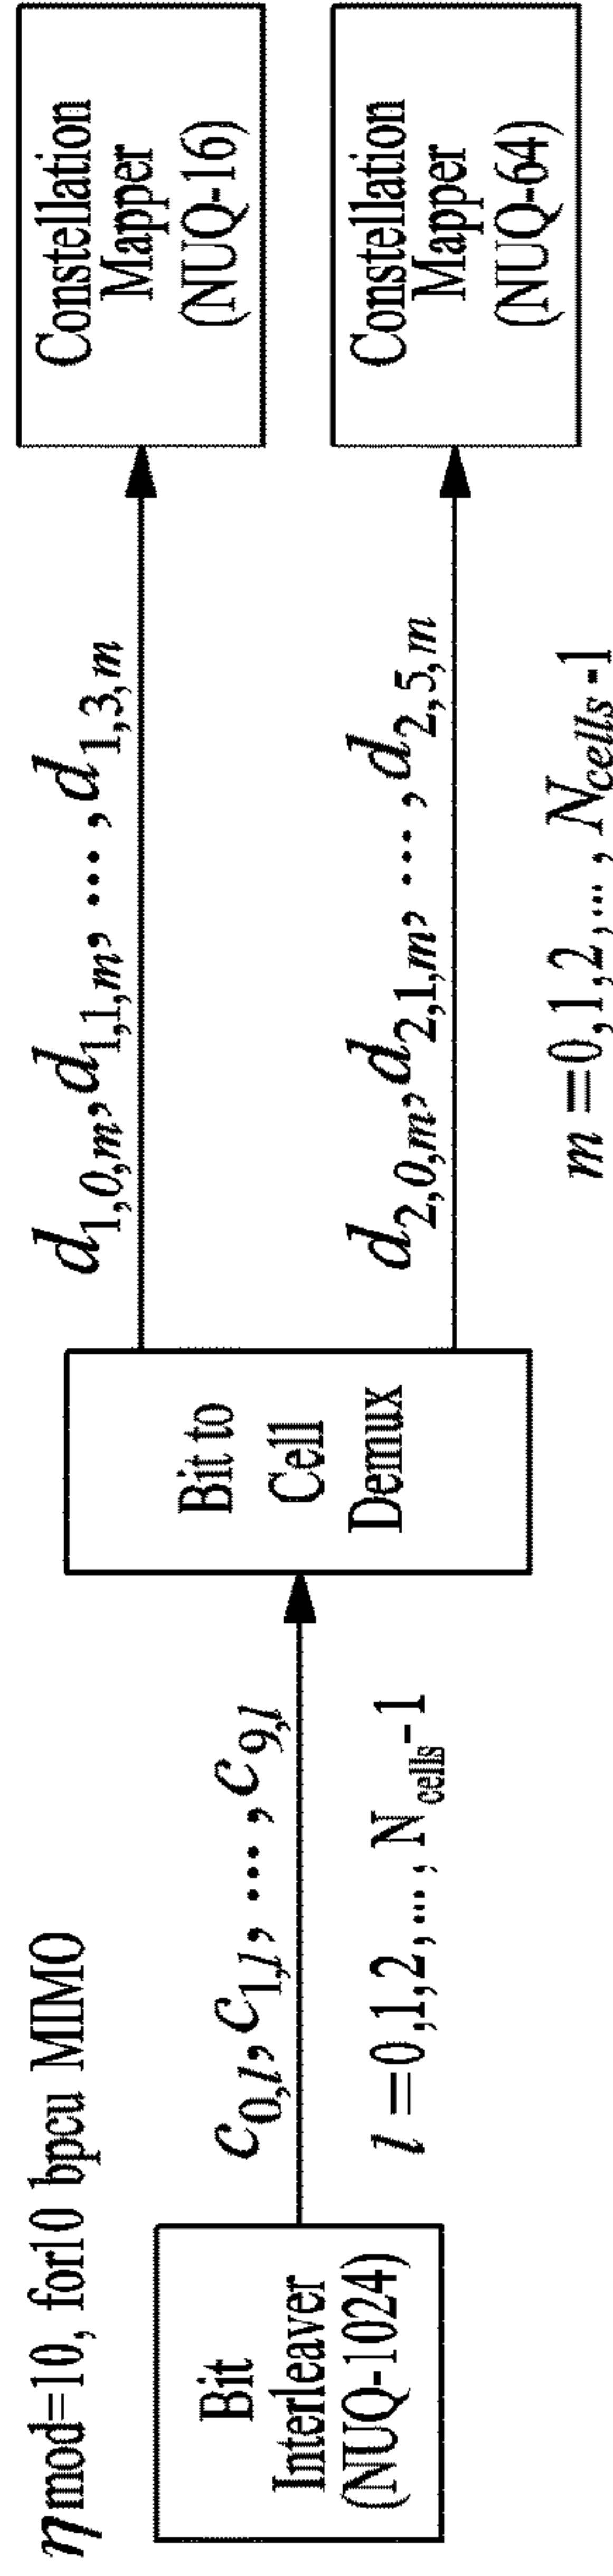 ηmod=10, for10 bpcu MIMO
Bit
Interleaver
(NUQ-1024)
c0,l, c1,l, ..., c9,l
l =0,1,2,..., Ncells-1
Bit to
Cell
Demux
d1,0,m, d1,1,m, ..., d1,3,m
d2,0,m, d2,1,m, ..., d2,5,m
m =0,1,2,..., Ncells-1
Constellation
Mapper
(NUQ-16)
Constellation
Mapper
(NUQ-64)